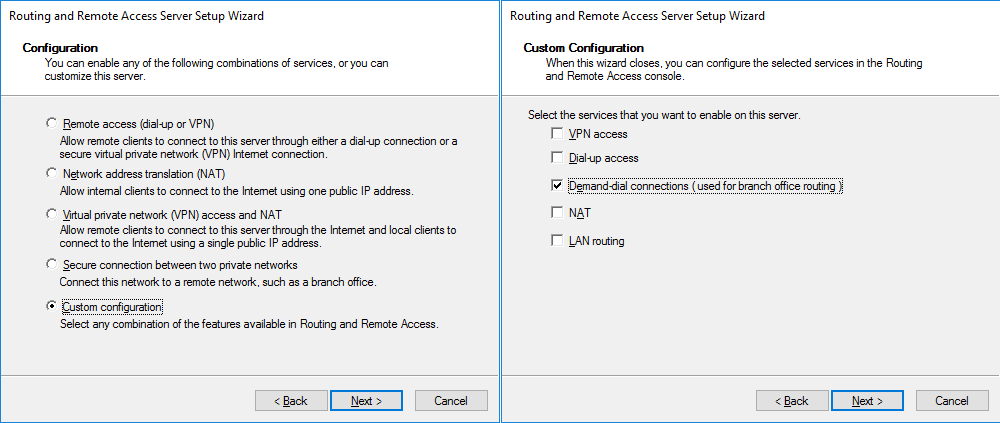 Routing and Remote Access Server Setup Wizard
Configuration
You can enable any of the following combinations of services, or you can
customize this server.
Remote access (dial-up or VPN)
Allow remote clients to connect to this server through either a dial-up connection or a
secure virtual private network (VPN) Internet connection.
Network address translation (NAT)
Allow internal clients to connect to the Internet using one public IP address.
Virtual private network (VPN) access and NAT
Allow remote clients to connect to this server through the Internet and local clients to
connect to the Internet using a single public IP address.
Secure connection between two private networks
Connect this network to a remote network, such as a branch office.
Custom configuration
Select any combination of the features available in Routing and Remote Access.
< Back
Next >
Cancel
Routing and Remote Access Server Setup Wizard
Custom Configuration
When this wizard closes, you can configure the selected services in the Routing
and Remote Access console.
Select the services that you want to enable on this server.
VPN access
Dial-up access
Demand-dial connections ( used for branch office routing )
NAT
LAN routing
< Back
Next >
Cancel